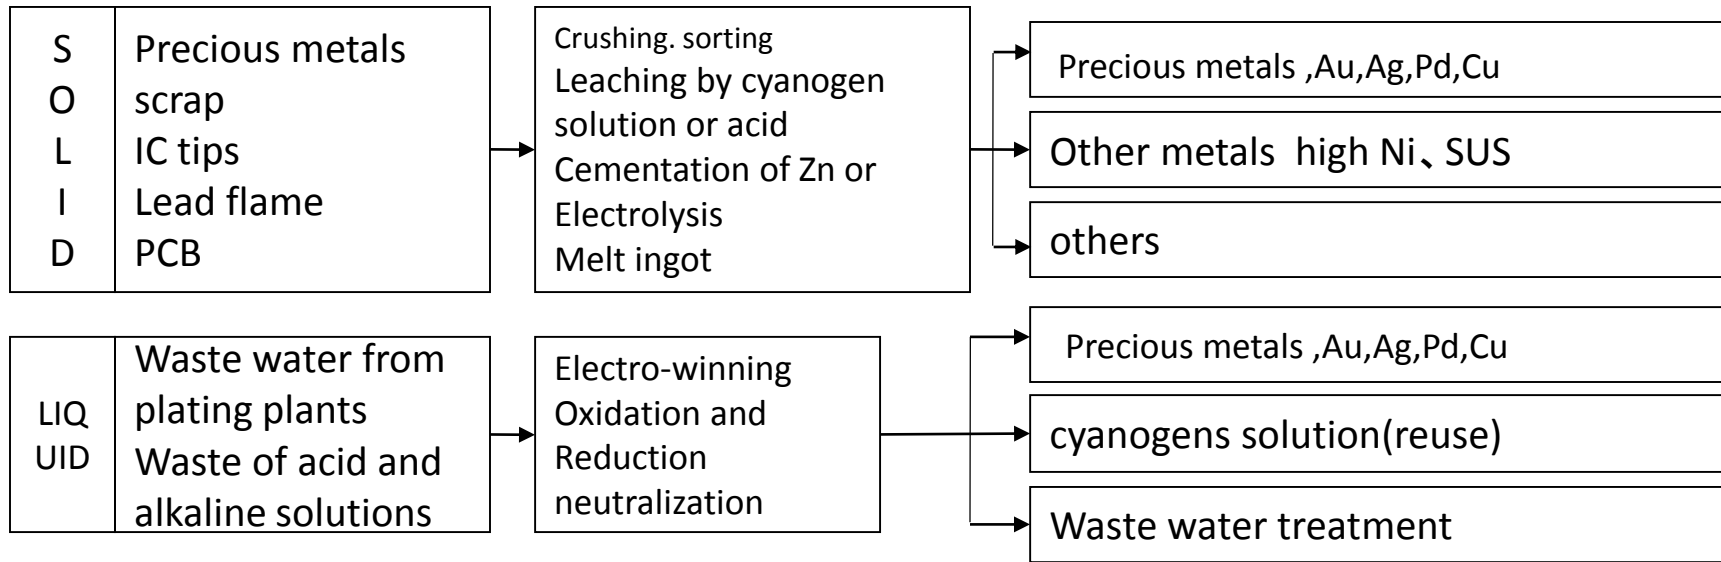 S
O
L
I
D
Precious metals
scrap
IC tips
Lead flame
PCB
Crushing. sorting
Leaching by cyanogen
solution or acid
Cementation of Zn or
Electrolysis
Melt ingot
Precious metals ,Au,Ag,Pd,Cu
Other metals  high Ni、SUS
others
LIQ
UID
Waste water from
plating plants
Waste of acid and
alkaline solutions
Electro-winning
Oxidation and
Reduction
neutralization
Precious metals ,Au,Ag,Pd,Cu
cyanogens solution(reuse)
Waste water treatment